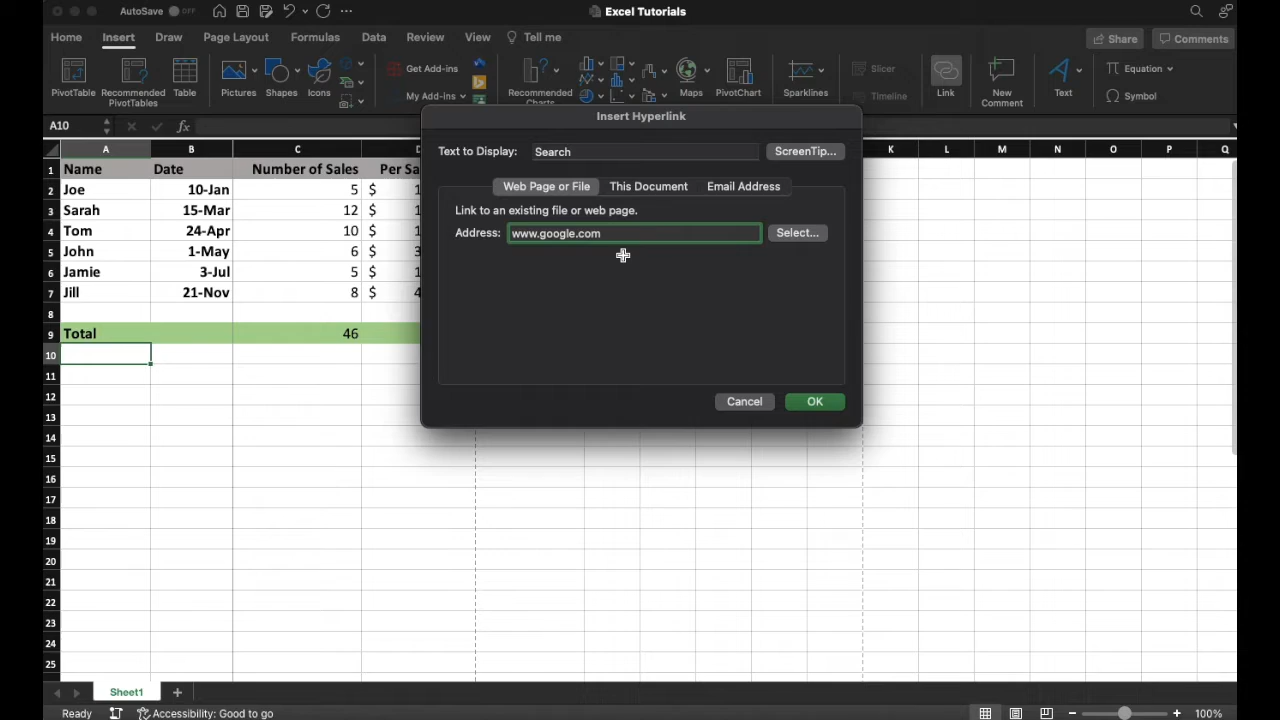 AutoSave OFF
Excel Tutorials
Home Insert Draw Page Layout Formulas Data Review View Tell me
Share Comments
PivotTable
Recommended
PivotTables
Table
Pictures
Shapes
Icons
Get Add-ins
My Add-ins
Recommended
Charts
Maps
PivotChart
Sparklines
Slicer
Timeline
Link
New
Comment
Text
Equation
Symbol
A10
fx
Insert Hyperlink
Text to Display: Search ScreenTip...
Web Page or File This Document Email Address
Link to an existing file or web page.
Address: www.google.com Select...
Cancel OK
A B C D K L M N O P Q
1 Name Date Number of Sales Per Sa
2 Joe 10-Jan 5 $ 1
3 Sarah 15-Mar 12 $ 1
4 Tom 24-Apr 10 $ 1
5 John 1-May 6 $ 3
6 Jamie 3-Jul 5 $ 1
7 Jill 21-Nov 8 $ 4
8
9 Total 46
10
11
12
13
14
15
16
17
18
19
20
21
22
23
24
25
Sheet1
Ready Accessibility: Good to go 100%